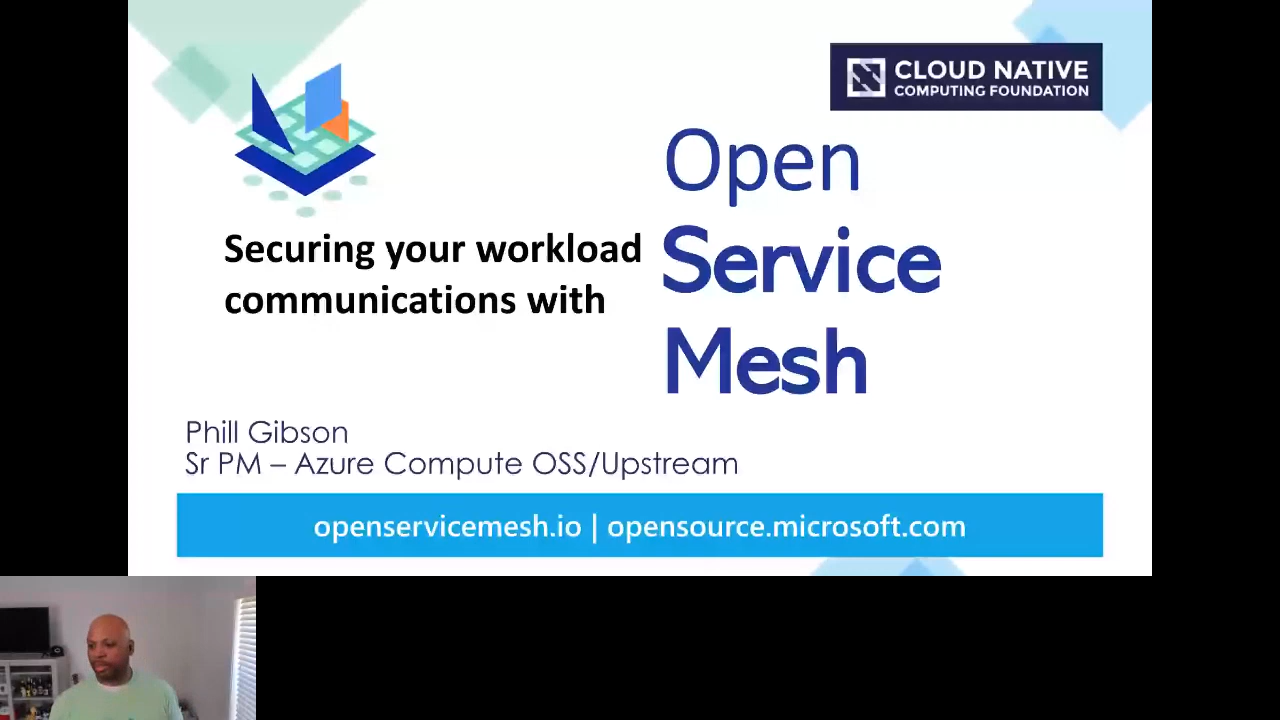 CLOUD NATIVE
COMPUTING FOUNDATION
Open
Service
Mesh
Securing your workload
communications with
Phill Gibson
Sr PM – Azure Compute OSS/Upstream
openservicemesh.io | opensource.microsoft.com